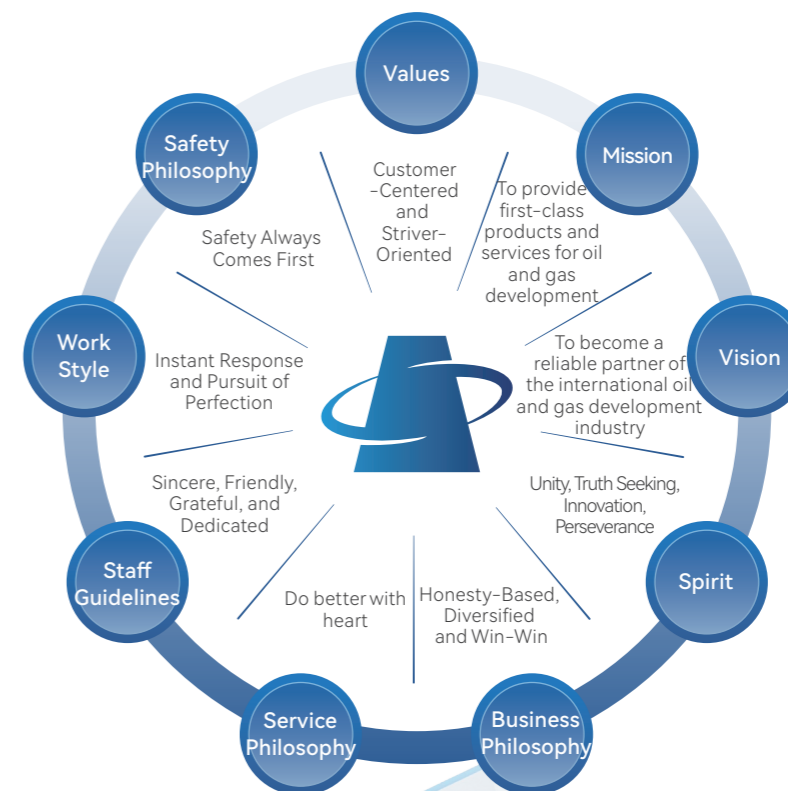 Values
Customer
-Centered
and
Striver-
Oriented
Mission
To provide
first-class
products and
services for oil
and gas
development
Vision
To become a
reliable partner of
the international oil
and gas development
industry
Spirit
Unity, Truth Seeking,
Innovation,
Perseverance
Business
Philosophy
Honesty-Based,
Diversified
and Win-Win
Service
Philosophy
Do better with
heart
Staff
Guidelines
Sincere, Friendly,
Grateful, and
Dedicated
Work
Style
Instant Response
and Pursuit of
Perfection
Safety
Philosophy
Safety Always
Comes First